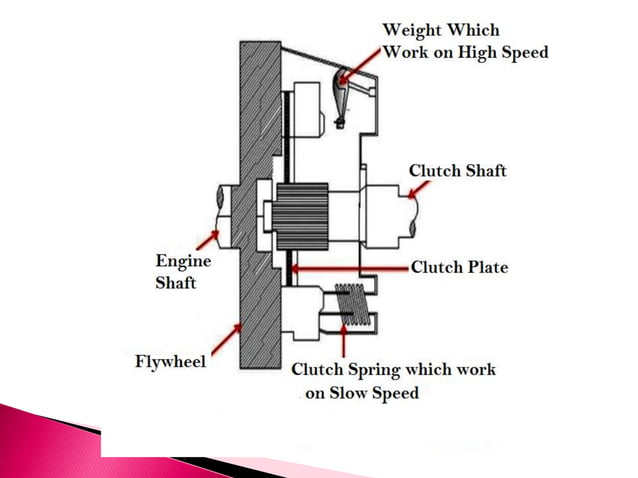 Weight Which
Work on High Speed
Clutch Shaft
Engine
Shaft
Clutch Plate
Flywheel
Clutch Spring which work
on Slow Speed